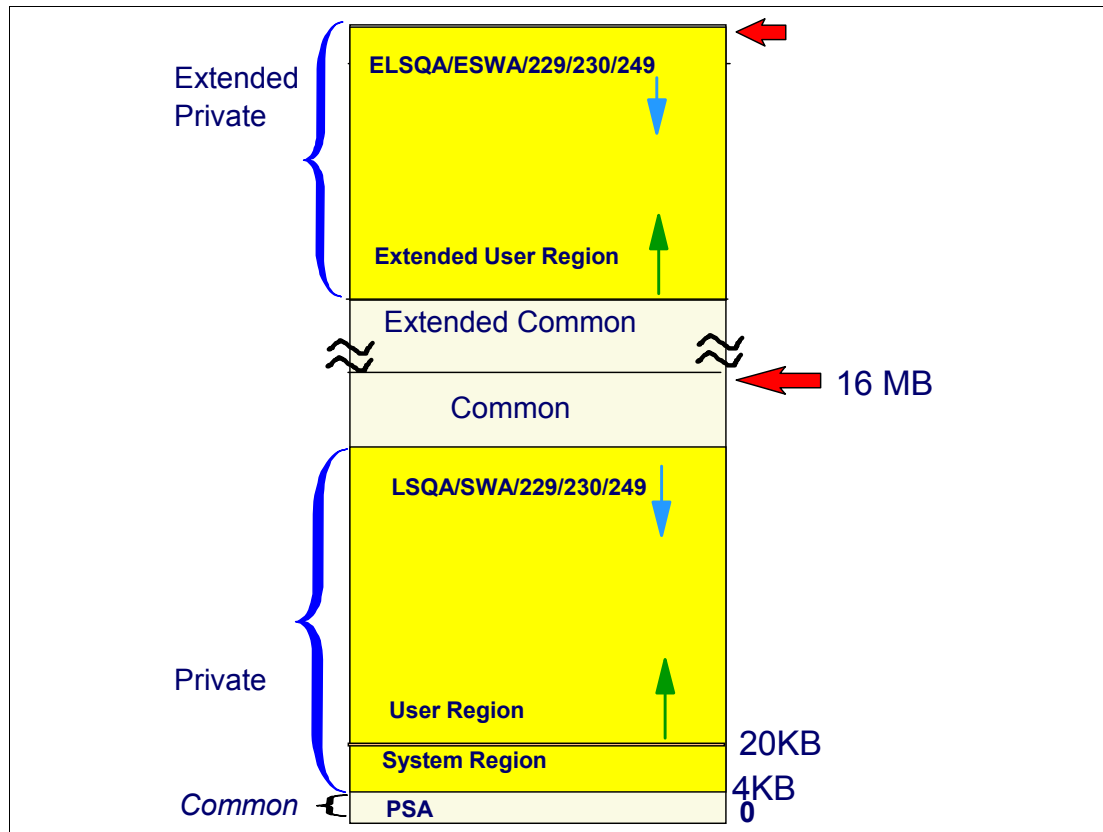 ELSQA/ESWA/229/230/249
Extended
Private
Extended User Region
Extended Common
16 MB
Common
LSQA/SWA/229/230/249
Private
User Region
20KB
System Region
4KB
Common
PSA
0